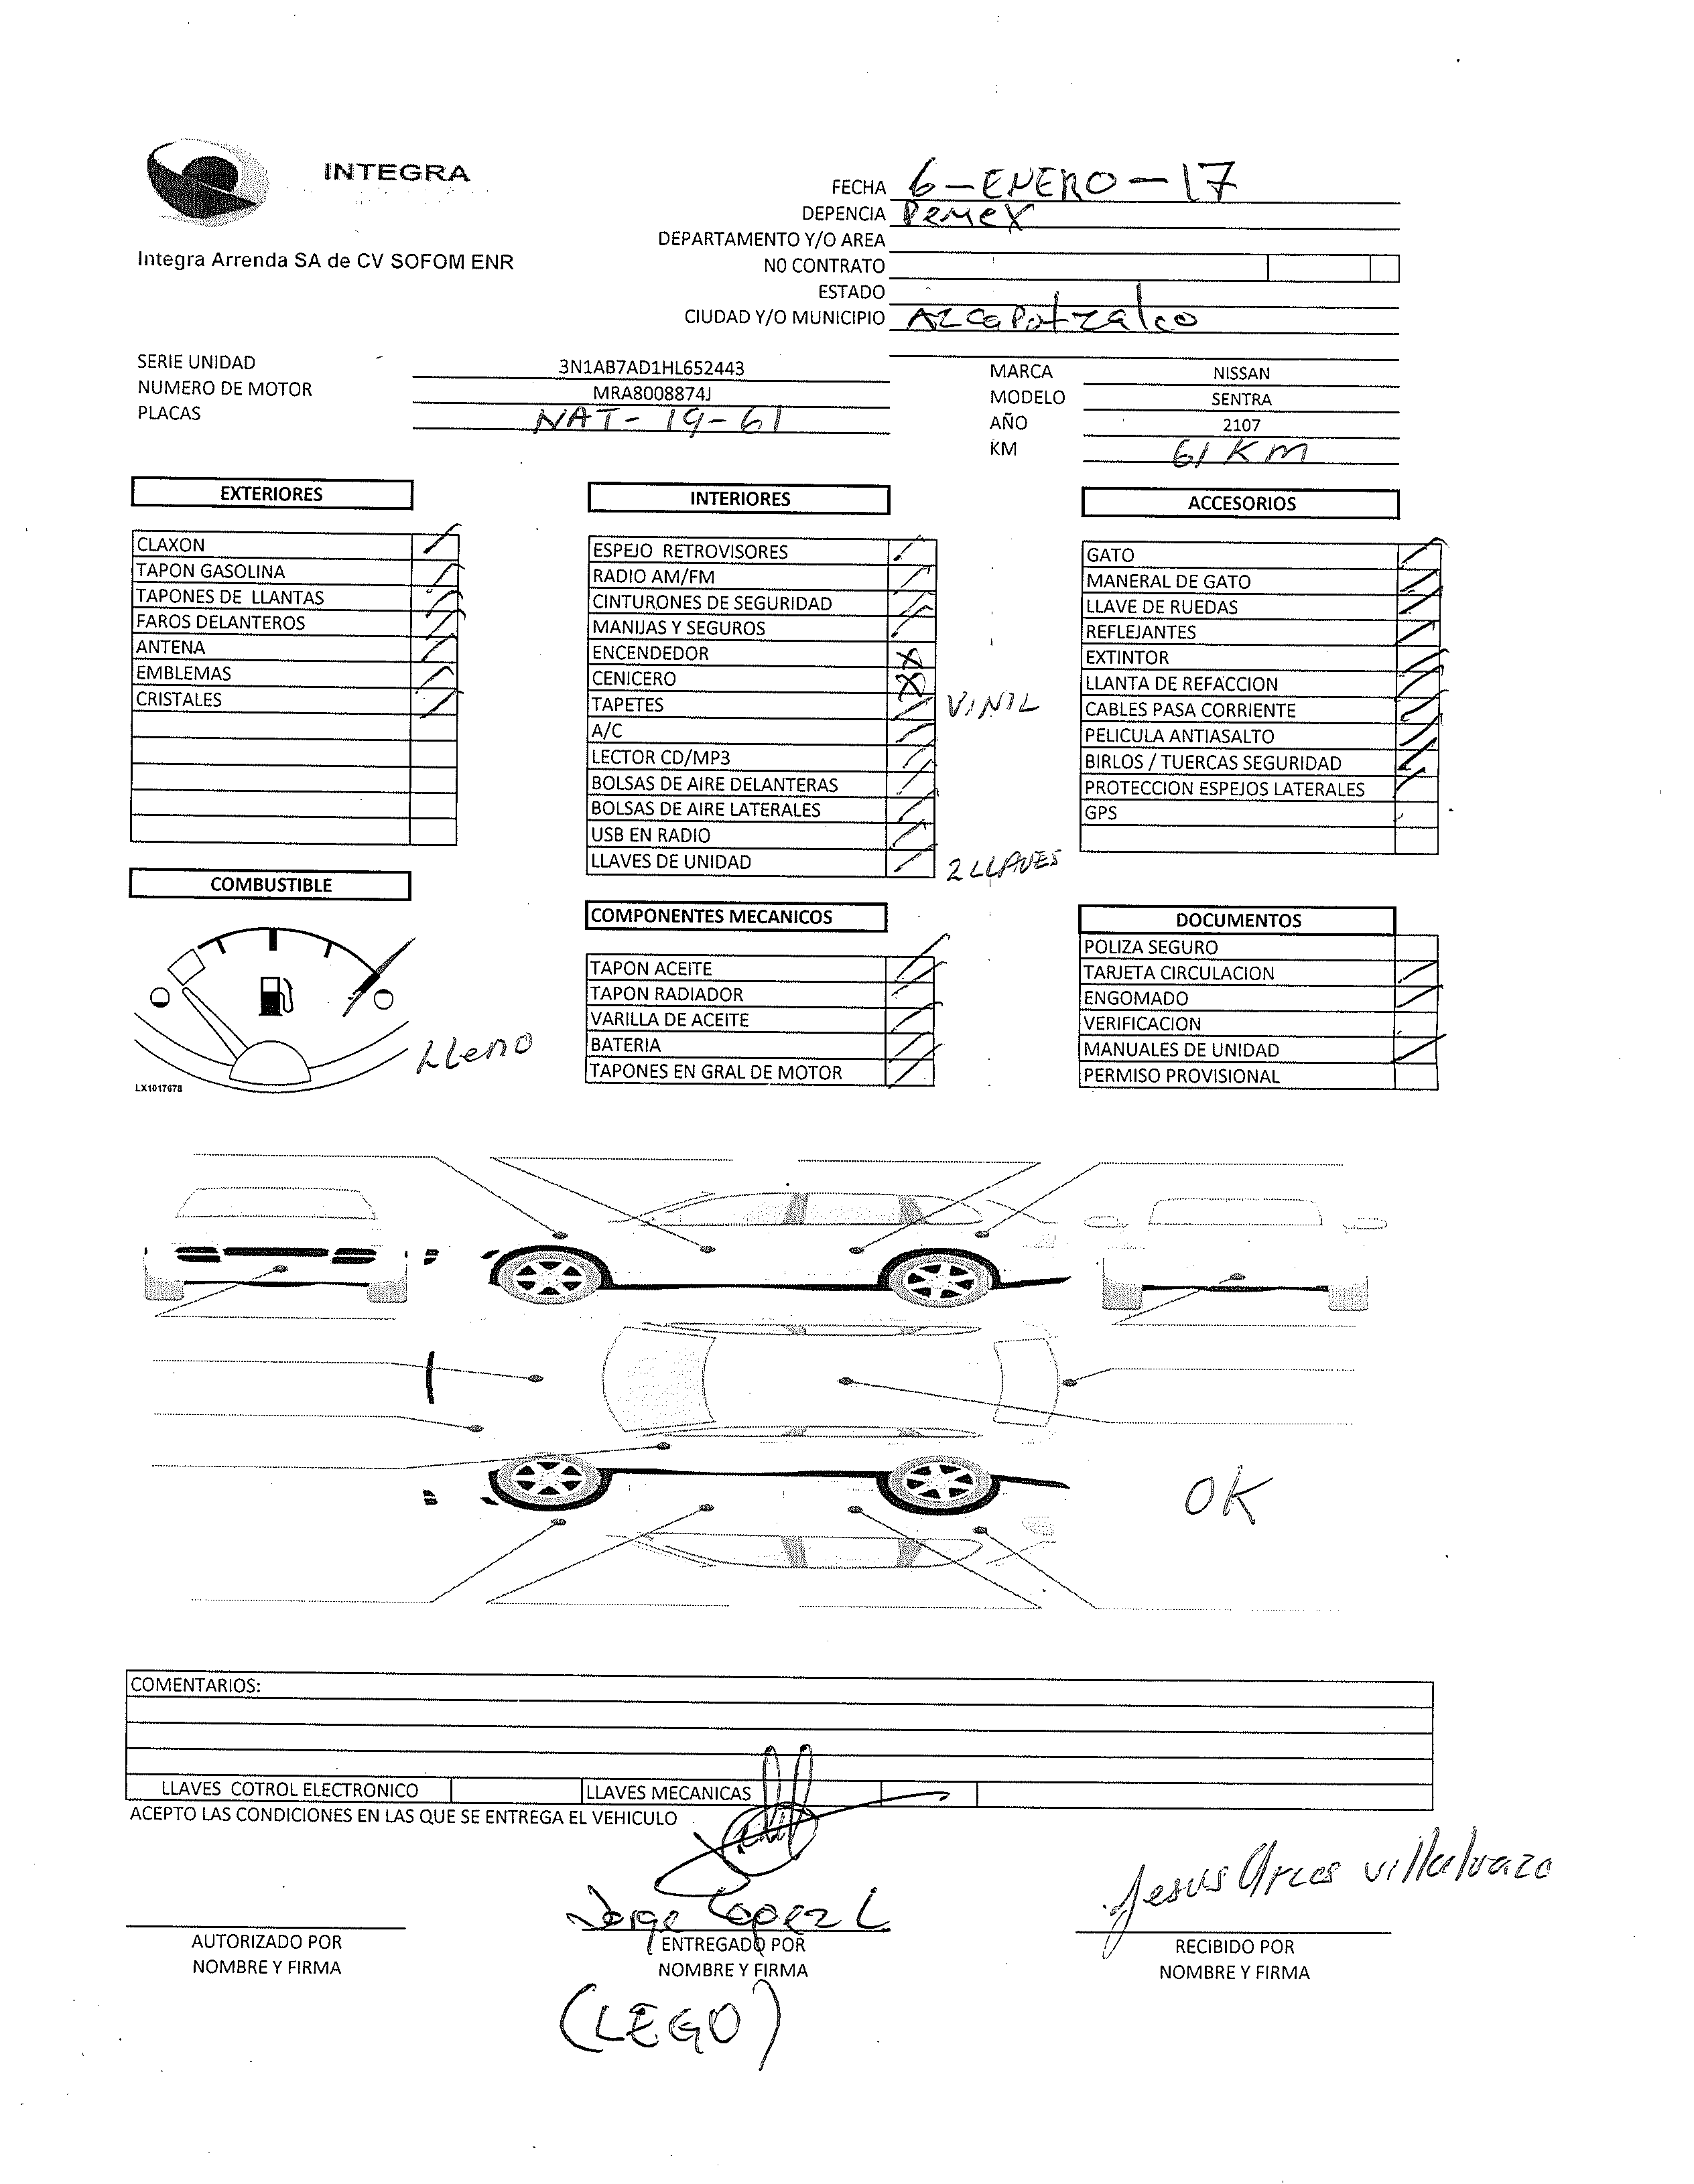 INTEGRA
Integra Arrenda SA de CV SOFOM ENR
FECHA 6-ENERO-17
DEPENCIA Pemex
DEPARTAMENTO Y/O AREA
NO CONTRATO
ESTADO
CIUDAD Y/O MUNICIPIO Azcapotzalco
SERIE UNIDAD 3N1AB7AD1HL652443
NUMERO DE MOTOR MRA8008874J
PLACAS NAT-19-61
MARCA NISSAN
MODELO SENTRA
AÑO 2107
KM 61 KM
EXTERIORES
CLAXON
TAPON GASOLINA
TAPONES DE LLANTAS
FAROS DELANTEROS
ANTENA
EMBLEMAS
CRISTALES
INTERIORES
ESPEJO RETROVISORES
RADIO AM/FM
CINTURONES DE SEGURIDAD
MANIJAS Y SEGUROS
ENCENDEDOR
CENICERO
TAPETES VINIL
A/C
LECTOR CD/MP3
BOLSAS DE AIRE DELANTERAS
BOLSAS DE AIRE LATERALES
USB EN RADIO
LLAVES DE UNIDAD 2 LLAVES
ACCESORIOS
GATO
MANERAL DE GATO
LLAVE DE RUEDAS
REFLEJANTES
EXTINTOR
LLANTA DE REFACCION
CABLES PASA CORRIENTE
PELICULA ANTIASALTO
BIRLOS / TUERCAS SEGURIDAD
PROTECCION ESPEJOS LATERALES
GPS
COMBUSTIBLE
LLeno
LX1017678
COMPONENTES MECANICOS
TAPON ACEITE
TAPON RADIADOR
VARILLA DE ACEITE
BATERIA
TAPONES EN GRAL DE MOTOR
DOCUMENTOS
POLIZA SEGURO
TARJETA CIRCULACION
ENGOMADO
VERIFICACION
MANUALES DE UNIDAD
PERMISO PROVISIONAL
OK
COMENTARIOS:
LLAVES COTROL ELECTRONICO LLAVES MECANICAS
ACEPTO LAS CONDICIONES EN LAS QUE SE ENTREGA EL VEHICULO
AUTORIZADO POR
NOMBRE Y FIRMA
Jorge Lopez L
ENTREGADO POR
NOMBRE Y FIRMA
(LEGO)
Jesus Arces Villalvazo
RECIBIDO POR
NOMBRE Y FIRMA